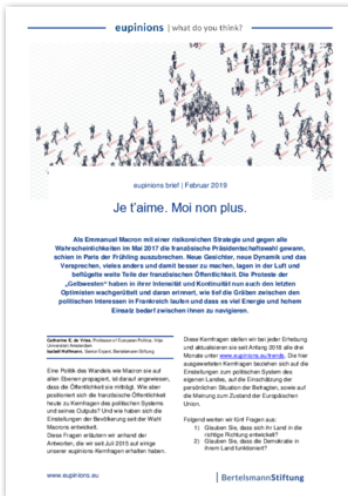 eupinions | what do you think?
eupinions brief | Februar 2019
Je t'aime. Moi non plus.
Als Emmanuel Macron mit einer risikoreichen Strategie und gegen alle
Wahrscheinlichkeiten im Mai 2017 die französische Präsidentschaftswahl gewann,
schien in Paris der Frühling auszubrechen. Neue Gesichter, neue Dynamik und das
Versprechen, vieles anders und damit besser zu machen, lagen in der Luft und
beflügelte weite Teile der französischen Öffentlichkeit. Die Proteste der
„Gelbwesten“ haben in ihrer Intensität und Kontinuität nun auch den letzten
Optimisten wachgerüttelt und daran erinnert, wie tief die Gräben zwischen den
politischen Interessen in Frankreich laufen und dass es viel Energie und hohen
Einsatz bedarf zwischen ihnen zu navigieren.
Catherine E. de Vries, Professor of European Politics, Vrije
Universiteit Amsterdam
Isabell Hoffmann, Senior Expert, Bertelsmann Stiftung
Eine Politik des Wandels wie Macron sie auf
allen Ebenen propagiert, ist darauf angewiesen,
dass die Öffentlichkeit sie mitträgt. Wie aber
positioniert sich die französische Öffentlichkeit
heute zu Kernfragen des politischen Systems
und seines Outputs? Und wie haben sich die
Einstellungen der Bevölkerung seit der Wahl
Macrons entwickelt.
Diese Fragen erläutern wir anhand der
Antworten, die wir seit Juli 2015 auf einige
unserer eupinions Kernfragen erhalten haben.
Diese Kernfragen stellen wir bei jeder Erhebung
und aktualisieren sie seit Anfang 2018 alle drei
Monate unter www.eupinions.eu/trends. Die hier
ausgeweiteten Kernfragen beziehen sich auf die
Einstellungen zum politischen System des
eigenen Landes, auf die Einschätzung der
persönlichen Situation der Befragten, sowie auf
die Meinung zum Zustand der Europäischen
Union.
Folgend werten wir fünf Fragen aus:
1) Glauben Sie, dass sich ihr Land in die
richtige Richtung entwickelt?
2) Glauben Sie, dass die Demokratie in
ihrem Land funktioniert?
www.eupinions.eu
BertelsmannStiftung